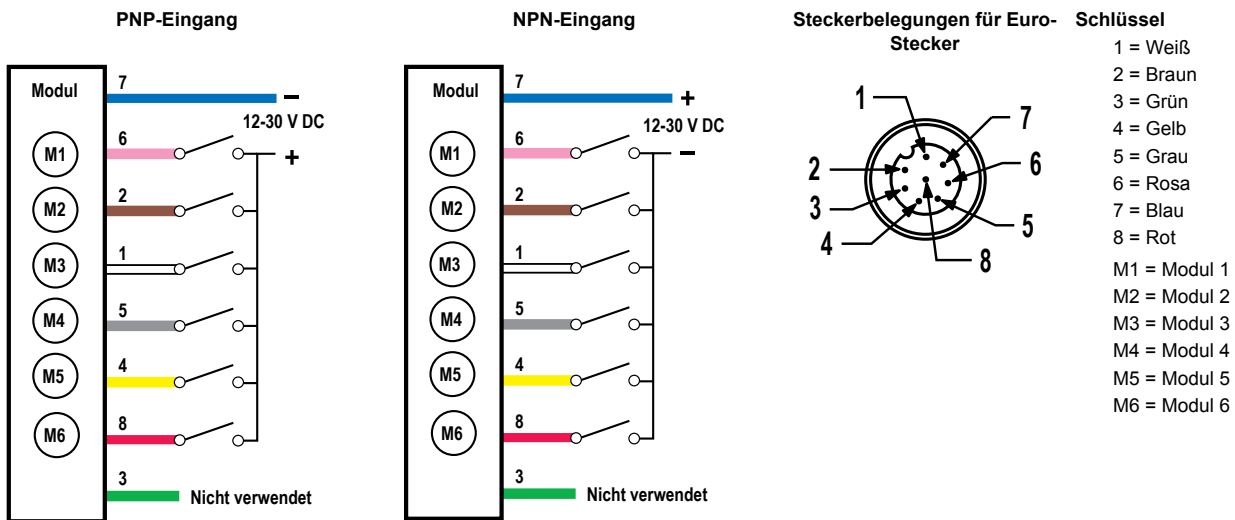 PNP-Eingang
Modul
7
–
12-30 V DC
+
M1
6
M2
2
M3
1
M4
5
M5
4
M6
8
3
Nicht verwendet
NPN-Eingang
Modul
7
+
12-30 V DC
–
M1
6
M2
2
M3
1
M4
5
M5
4
M6
8
3
Nicht verwendet
Steckerbelegungen für Euro-
Stecker
1
2
3
4
5
6
7
8
Schlüssel
1 = Weiß
2 = Braun
3 = Grün
4 = Gelb
5 = Grau
6 = Rosa
7 = Blau
8 = Rot
M1 = Modul 1
M2 = Modul 2
M3 = Modul 3
M4 = Modul 4
M5 = Modul 5
M6 = Modul 6